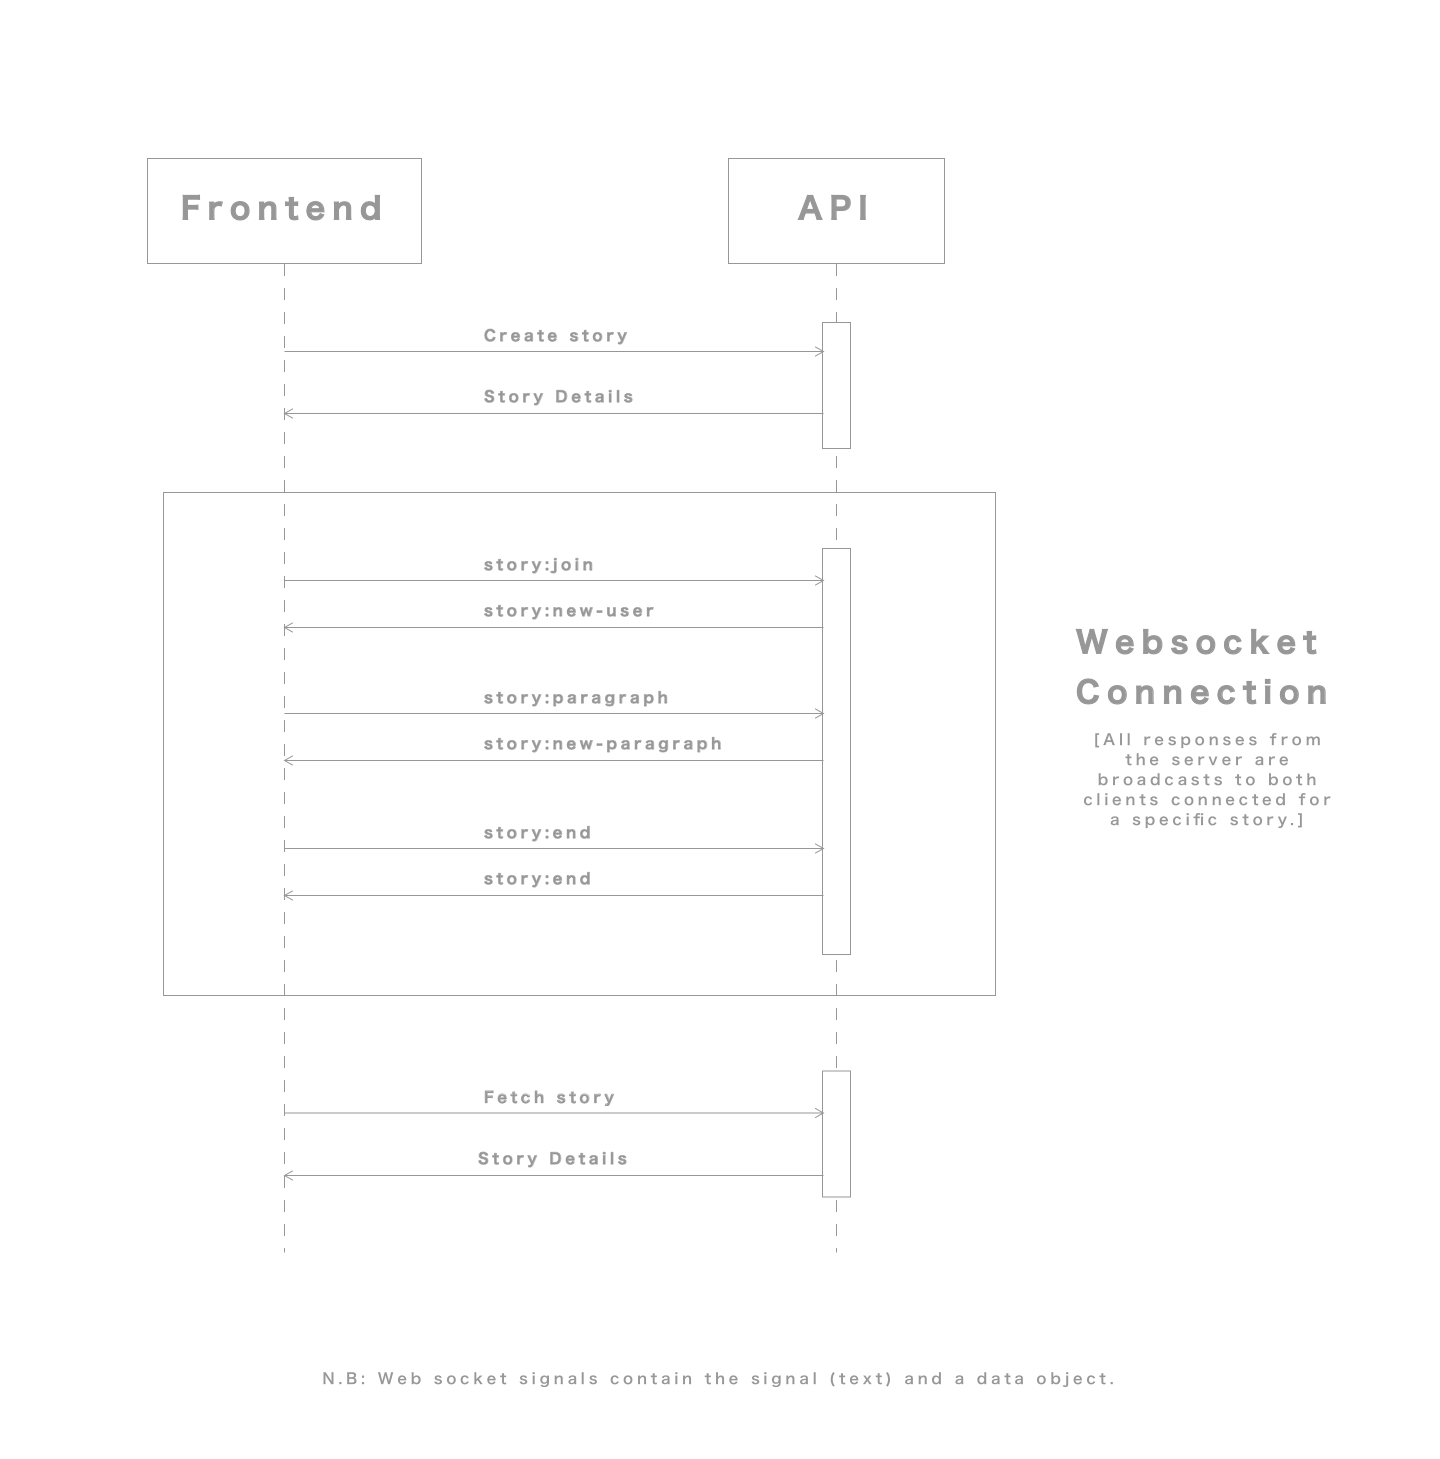 Frontend
API
Create story
Story Details
story:join
story:new-user
story:paragraph
story:new-paragraph
story:end
story:end
Websocket
Connection
[All responses from
the server are
broadcasts to both
clients connected for
a specific story.]
Fetch story
Story Details
N.B: Web socket signals contain the signal (text) and a data object.